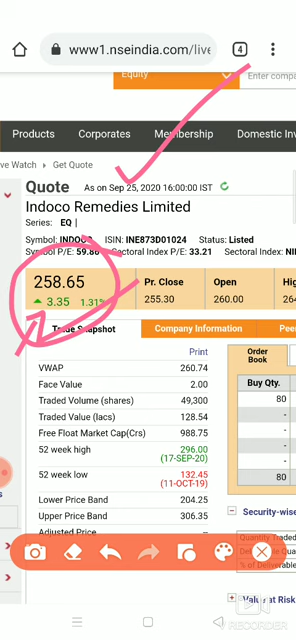 www1.nseindia.com/live
4
Equity
Enter compa
Products Corporates Membership Domestic Inv
ve Watch › Get Quote
Quote As on Sep 25, 2020 16:00:00 IST
Indoco Remedies Limited
Series: EQ |
Symbol: INDOCO ISIN: INE873D01024 Status: Listed
Symbol P/E: 59.86 Sectoral Index P/E: 33.21 Sectoral Index: NI
258.65 Pr. Close Open Hig
3.35 1.31% 255.30 260.00 264
Trade Snapshot Company Information Peer
Print
Order
Book
VWAP 260.74
Face Value 2.00
Buy Qty.
Traded Volume (shares) 49,300
80
Traded Value (lacs) 128.54
-
Free Float Market Cap(Crs) 988.75
-
52 week high 296.00
(17-SEP-20)
-
52 week low 132.45
(11-OCT-19)
-
80
Lower Price Band 204.25
Upper Price Band 306.35
Security-wise
Adjusted Price --
Quantity Traded
% of Deliverable
Value at Risk
RECORDER